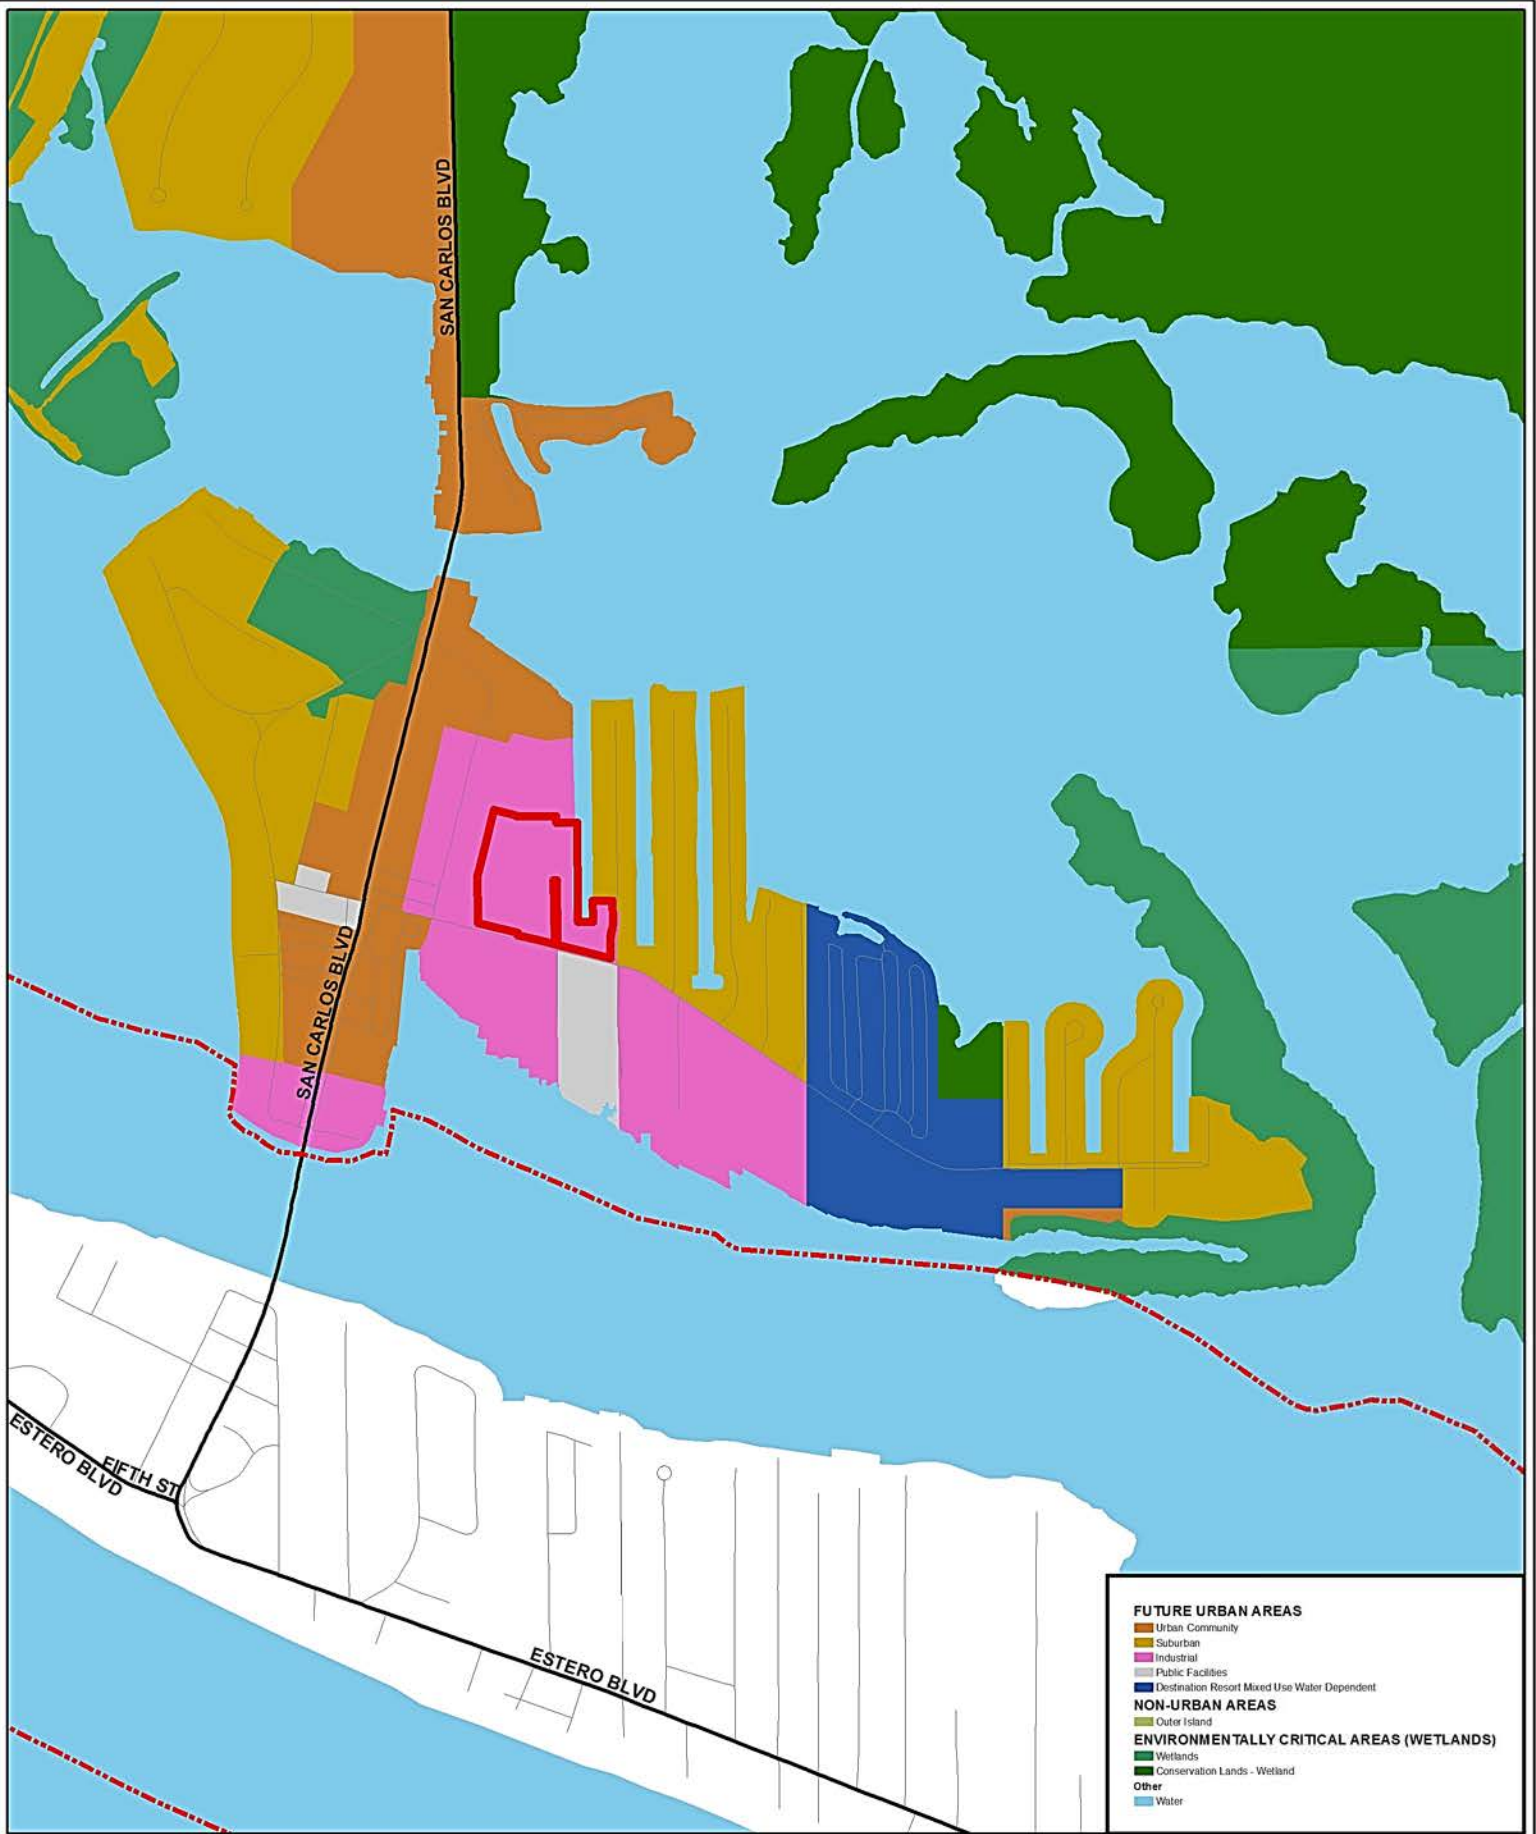 SAN CARLOS BLVD
SAN CARLOS BLVD
ESTERO BLVD
FIFTH ST
ESTERO BLVD
FUTURE URBAN AREAS
Urban Community
Suburban
Industrial
Public Facilities
Destination Resort Mixed Use Water Dependent
NON-URBAN AREAS
Outer Island
ENVIRONMENTALLY CRITICAL AREAS (WETLANDS)
Wetlands
Conservation Lands - Wetland
Other
Water